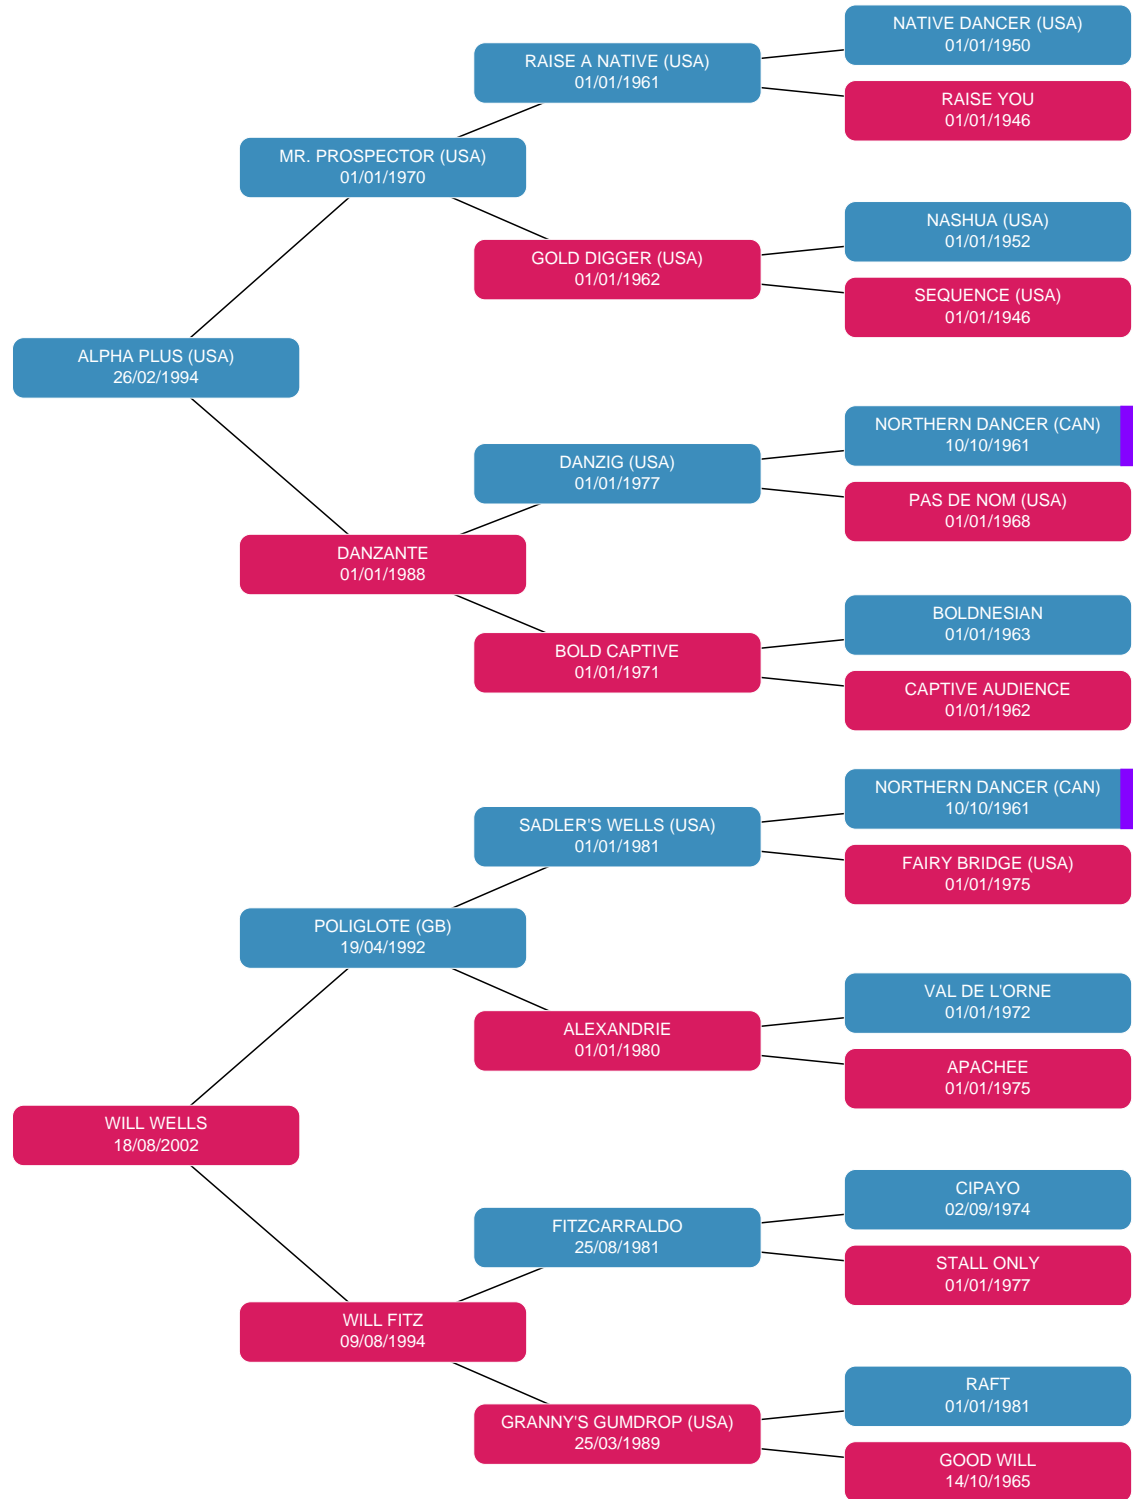 NATIVE DANCER (USA)
01/01/1950
RAISE A NATIVE (USA)
01/01/1961
RAISE YOU
01/01/1946
MR. PROSPECTOR (USA)
01/01/1970
NASHUA (USA)
01/01/1952
GOLD DIGGER (USA)
01/01/1962
SEQUENCE (USA)
01/01/1946
ALPHA PLUS (USA)
26/02/1994
NORTHERN DANCER (CAN)
10/10/1961
DANZIG (USA)
01/01/1977
PAS DE NOM (USA)
01/01/1968
DANZANTE
01/01/1988
BOLDNESIAN
01/01/1963
BOLD CAPTIVE
01/01/1971
CAPTIVE AUDIENCE
01/01/1962
NORTHERN DANCER (CAN)
10/10/1961
SADLER'S WELLS (USA)
01/01/1981
FAIRY BRIDGE (USA)
01/01/1975
POLIGLOTE (GB)
19/04/1992
VAL DE L'ORNE
01/01/1972
ALEXANDRIE
01/01/1980
APACHEE
01/01/1975
WILL WELLS
18/08/2002
CIPAYO
02/09/1974
FITZCARRALDO
25/08/1981
STALL ONLY
01/01/1977
WILL FITZ
09/08/1994
RAFT
01/01/1981
GRANNY'S GUMDROP (USA)
25/03/1989
GOOD WILL
14/10/1965